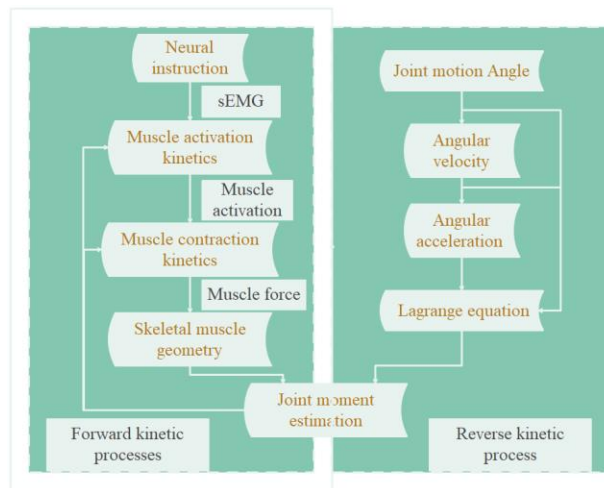 Neural
instruction
sEMG
Muscle activation
kinetics
Muscle
activation
Muscle contraction
kinetics
Muscle force
Skeletal muscle
geometry
Joint moment
estimation
Forward kinetic
processes
Joint motion Angle
Angular
velocity
Angular
acceleration
Lagrange equation
Reverse kinetic
process